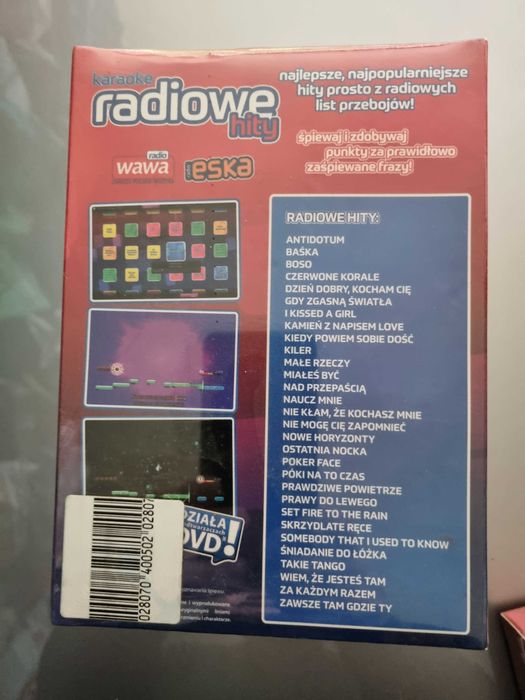 karaoke
radiowe
hity
najlepsze, najpopularniejsze
hity prosto z radiowych
list przebojów!
śpiewaj i zdobywaj
punkty za prawidłowo
zaśpiewane frazy!
radio
wawa
radio
eska
RADIOWE HITY:
ANTIDOTUM
BAŚKA
BOSO
CZERWONE KORALE
DZIEŃ DOBRY, KOCHAM CIĘ
GDY ZGASNĄ ŚWIATŁA
I KISSED A GIRL
KAMIEŃ Z NAPISEM LOVE
KIEDY POWIEM SOBIE DOŚĆ
KILER
MAŁE RZECZY
MIAŁEŚ BYĆ
NAD PRZEPAŚCIĄ
NAUCZ MNIE
NIE KŁAM, ŻE KOCHASZ MNIE
NIE MOGĘ CIĘ ZAPOMNIEĆ
NOWE HORYZONTY
OSTATNIA NOCKA
POKER FACE
PÓKI NA TO CZAS
PRAWDZIWE POWIETRZE
PRAWY DO LEWEGO
SET FIRE TO THE RAIN
SKRZYDLATE RĘCE
SOMEBODY THAT I USED TO KNOW
ŚNIADANIE DO ŁÓŻKA
TAKIE TANGO
WIEM, ŻE JESTEŚ TAM
ZA KAŻDYM RAZEM
ZAWSZE TAM GDZIE TY
DVD!
028070 400502 02807